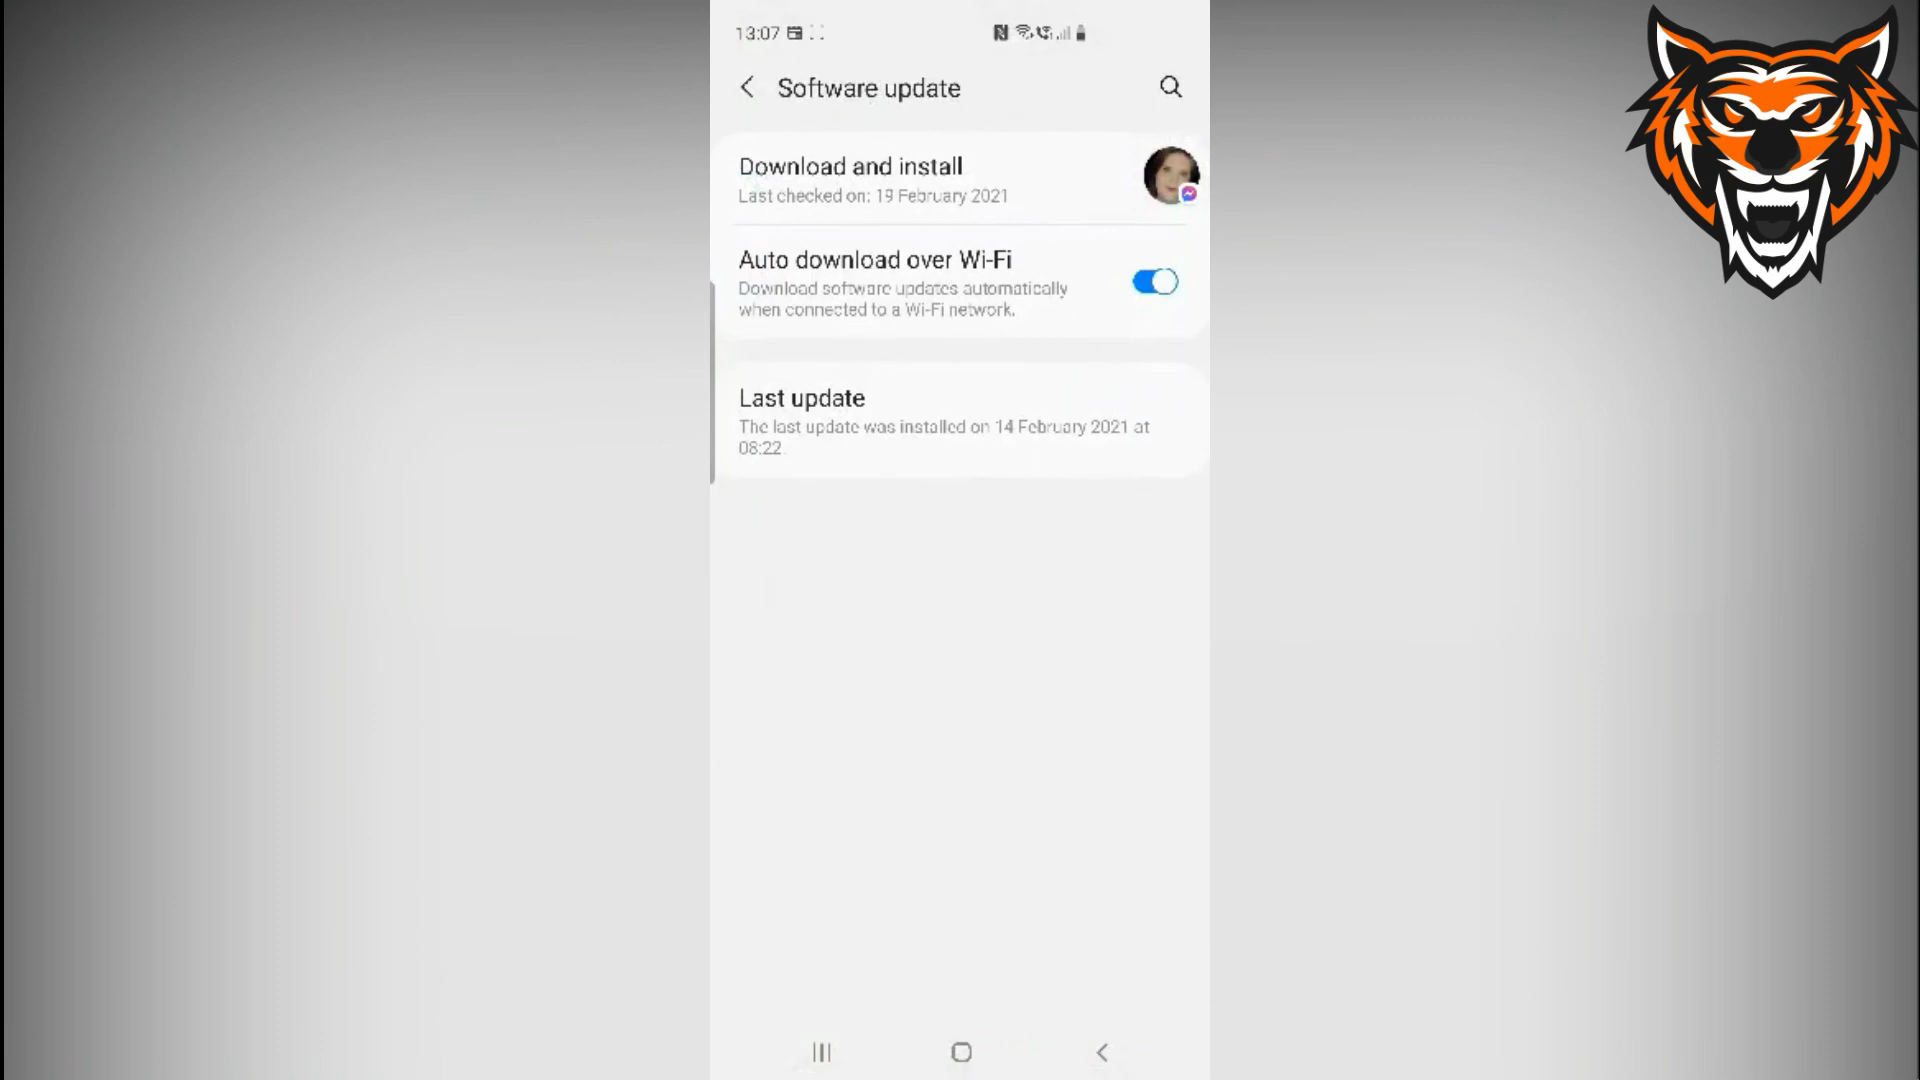 13:07
Software update
Download and install
Last checked on: 19 February 2021
Auto download over Wi-Fi
Download software updates automatically
when connected to a Wi-Fi network.
Last update
The last update was installed on 14 February 2021 at
08:22.